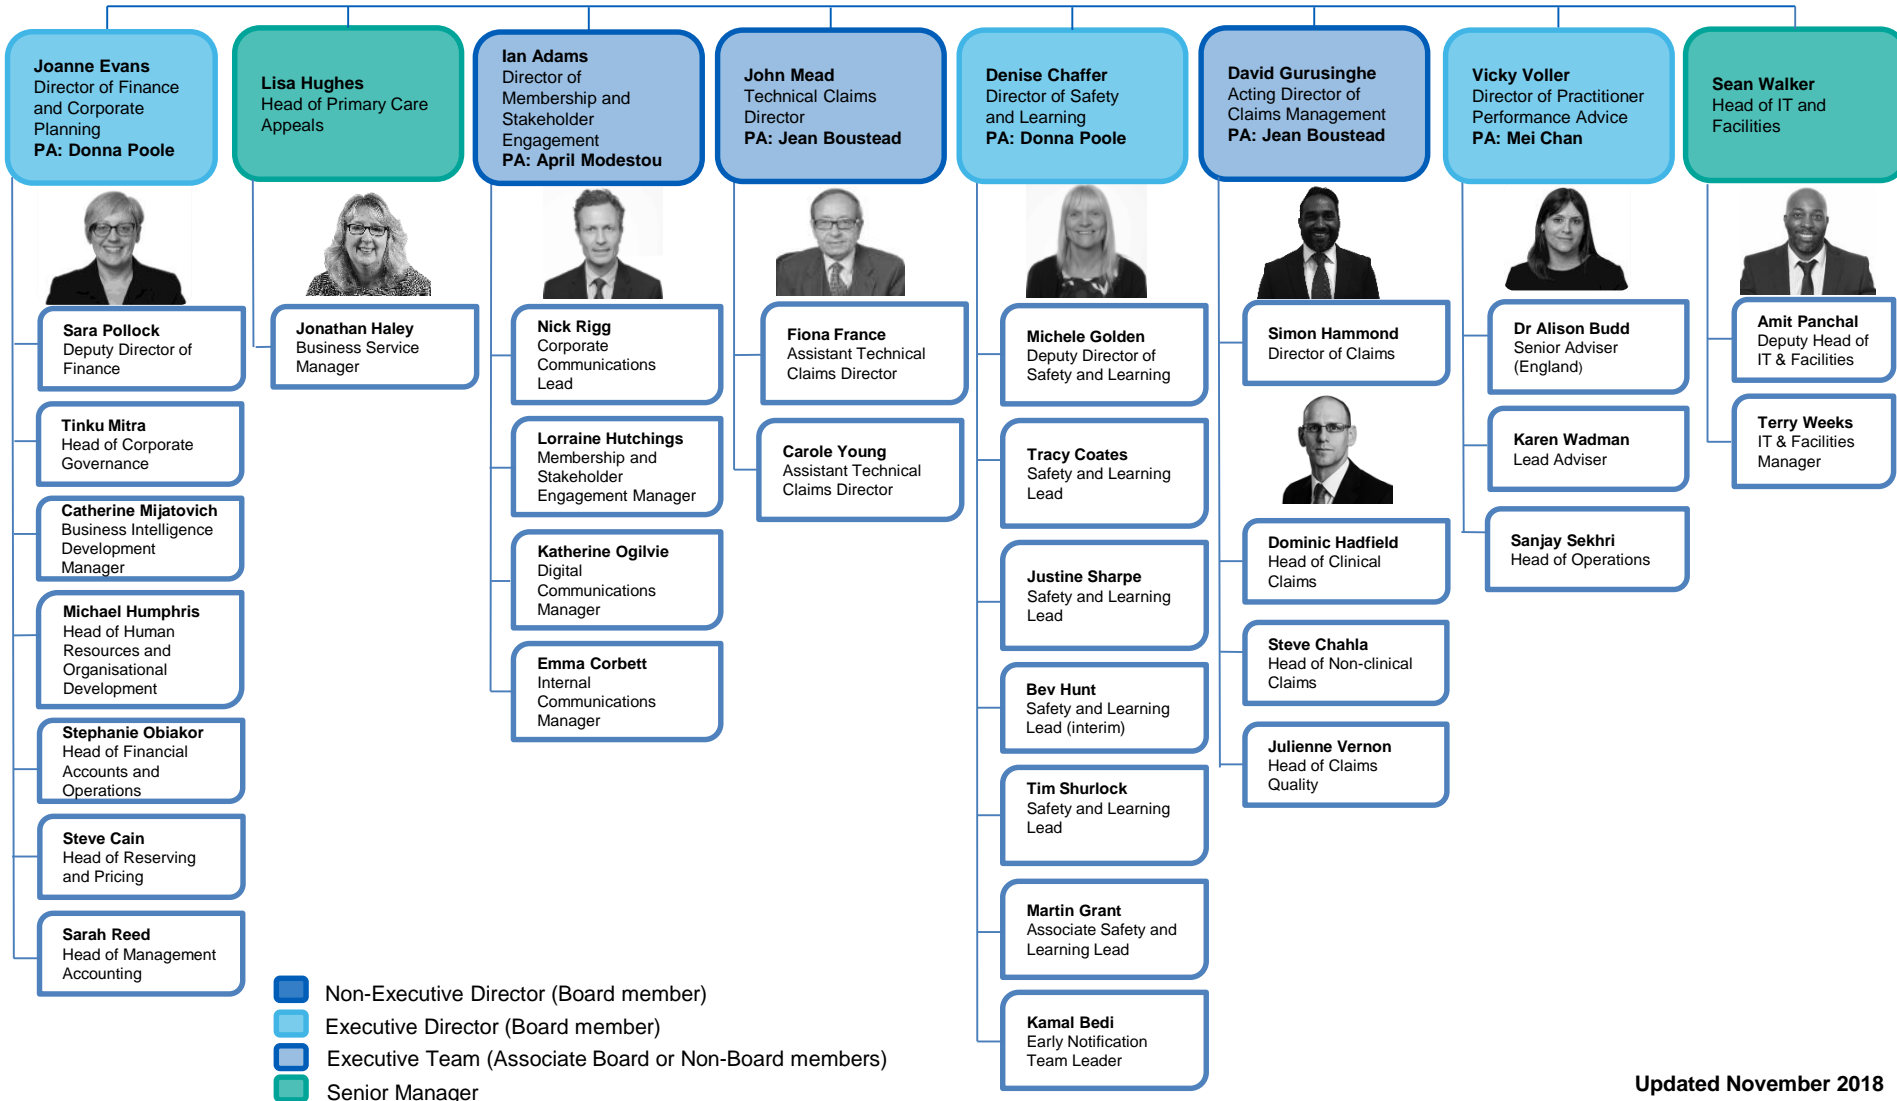 Joanne Evans
Director of Finance
and Corporate
Planning
PA: Donna Poole
Lisa Hughes
Head of Primary Care
Appeals
Ian Adams
Director of
Membership and
Stakeholder
Engagement
PA: April Modestou
John Mead
Technical Claims
Director
PA: Jean Boustead
Denise Chaffer
Director of Safety
and Learning
PA: Donna Poole
David Gurusinghe
Acting Director of
Claims Management
PA: Jean Boustead
Vicky Voller
Director of Practitioner
Performance Advice
PA: Mei Chan
Sean Walker
Head of IT and
Facilities
Sara Pollock
Deputy Director of
Finance
Tinku Mitra
Head of Corporate
Governance
Catherine Mijatovich
Business Intelligence
Development
Manager
Michael Humphris
Head of Human
Resources and
Organisational
Development
Stephanie Obiakor
Head of Financial
Accounts and
Operations
Steve Cain
Head of Reserving
and Pricing
Sarah Reed
Head of Management
Accounting
Jonathan Haley
Business Service
Manager
Nick Rigg
Corporate
Communications
Lead
Lorraine Hutchings
Membership and
Stakeholder
Engagement Manager
Katherine Ogilvie
Digital
Communications
Manager
Emma Corbett
Internal
Communications
Manager
Fiona France
Assistant Technical
Claims Director
Carole Young
Assistant Technical
Claims Director
Michele Golden
Deputy Director of
Safety and Learning
Tracy Coates
Safety and Learning
Lead
Justine Sharpe
Safety and Learning
Lead
Bev Hunt
Safety and Learning
Lead (interim)
Tim Shurlock
Safety and Learning
Lead
Martin Grant
Associate Safety and
Learning Lead
Kamal Bedi
Early Notification
Team Leader
Simon Hammond
Director of Claims
Dominic Hadfield
Head of Clinical
Claims
Steve Chahla
Head of Non-clinical
Claims
Julienne Vernon
Head of Claims
Quality
Dr Alison Budd
Senior Adviser
(England)
Karen Wadman
Lead Adviser
Sanjay Sekhri
Head of Operations
Amit Panchal
Deputy Head of
IT & Facilities
Terry Weeks
IT & Facilities
Manager
Non-Executive Director (Board member)
Executive Director (Board member)
Executive Team (Associate Board or Non-Board members)
Senior Manager
Updated November 2018